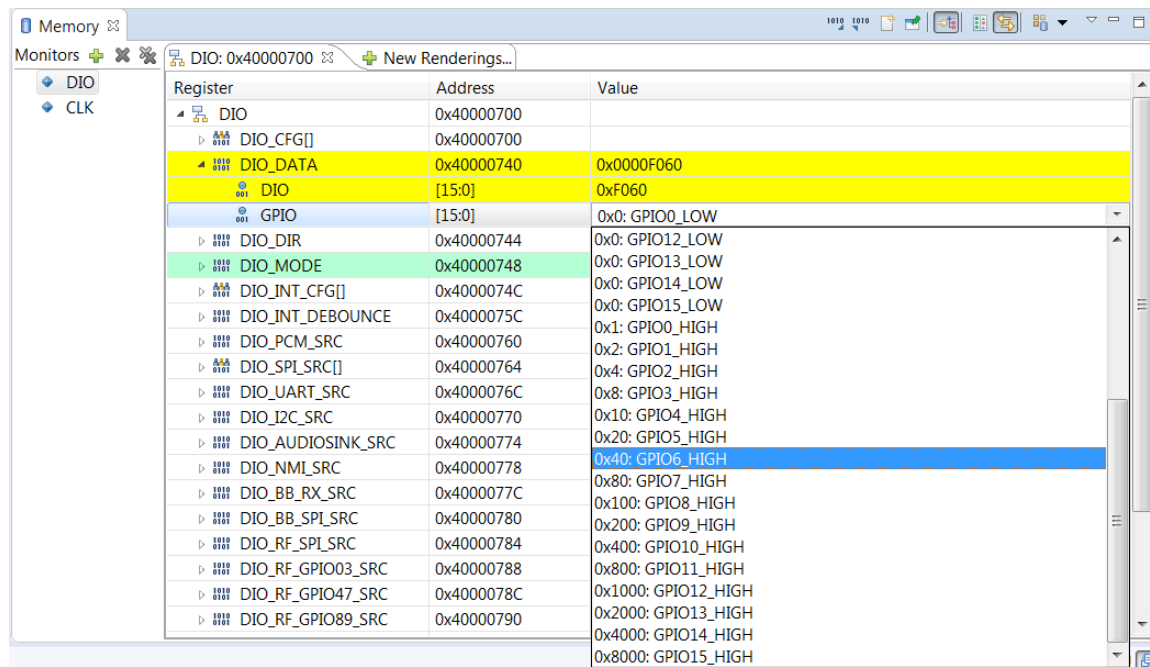 Memory
Monitors DIO: 0x40000700 New Renderings...
DIO
CLK
Register Address Value
DIO 0x40000700
DIO_CFG[] 0x40000700
DIO_DATA 0x40000740 0x0000F060
DIO [15:0] 0xF060
GPIO [15:0] 0x0: GPIO0_LOW
DIO_DIR 0x40000744
DIO_MODE 0x40000748
DIO_INT_CFG[] 0x4000074C
DIO_INT_DEBOUNCE 0x4000075C
DIO_PCM_SRC 0x40000760
DIO_SPI_SRC[] 0x40000764
DIO_UART_SRC 0x4000076C
DIO_I2C_SRC 0x40000770
DIO_AUDIOSINK_SRC 0x40000774
DIO_NMI_SRC 0x40000778
DIO_BB_RX_SRC 0x4000077C
DIO_BB_SPI_SRC 0x40000780
DIO_RF_SPI_SRC 0x40000784
DIO_RF_GPIO03_SRC 0x40000788
DIO_RF_GPIO47_SRC 0x4000078C
DIO_RF_GPIO89_SRC 0x40000790
0x0: GPIO12_LOW
0x0: GPIO13_LOW
0x0: GPIO14_LOW
0x0: GPIO15_LOW
0x1: GPIO0_HIGH
0x2: GPIO1_HIGH
0x4: GPIO2_HIGH
0x8: GPIO3_HIGH
0x10: GPIO4_HIGH
0x20: GPIO5_HIGH
0x40: GPIO6_HIGH
0x80: GPIO7_HIGH
0x100: GPIO8_HIGH
0x200: GPIO9_HIGH
0x400: GPIO10_HIGH
0x800: GPIO11_HIGH
0x1000: GPIO12_HIGH
0x2000: GPIO13_HIGH
0x4000: GPIO14_HIGH
0x8000: GPIO15_HIGH